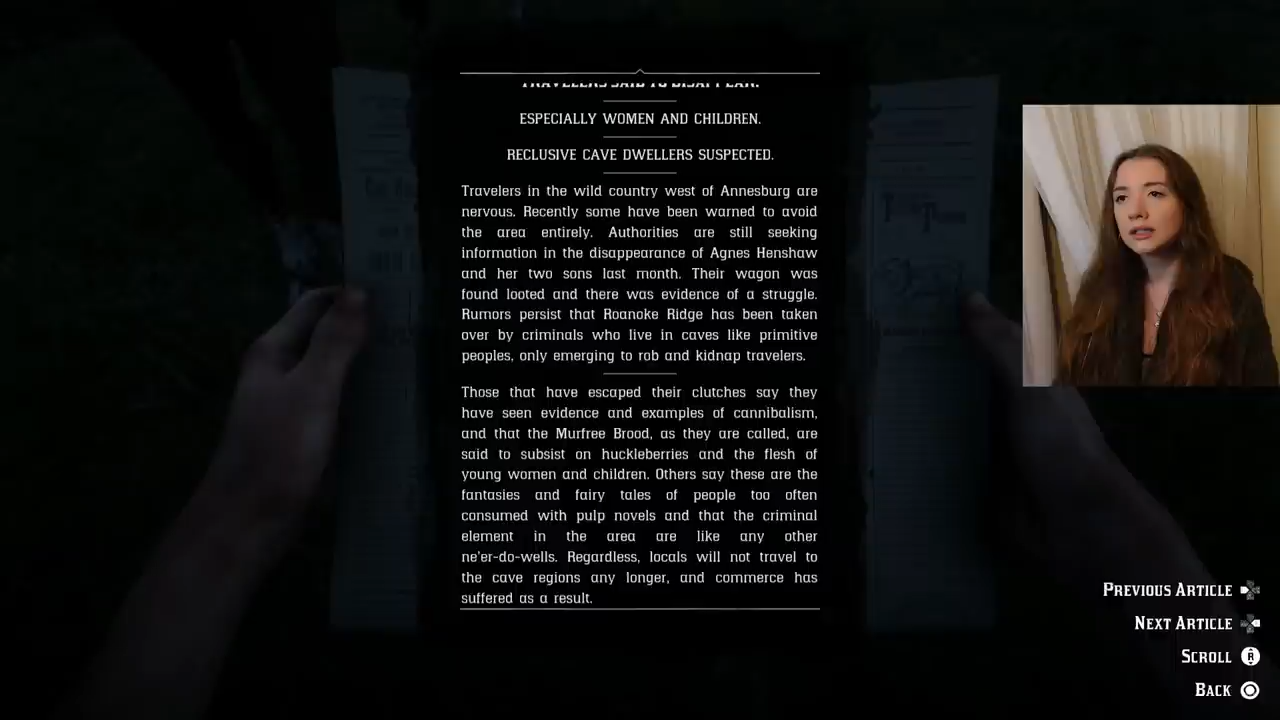 TRAVELLERS SAID TO DISAPPEAR.
ESPECIALLY WOMEN AND CHILDREN.
RECLUSIVE CAVE DWELLERS SUSPECTED.
Travelers in the wild country west of Annesburg are
nervous. Recently some have been warned to avoid
the area entirely. Authorities are still seeking
information in the disappearance of Agnes Henshaw
and her two sons last month. Their wagon was
found looted and there was evidence of a struggle.
Rumors persist that Roanoke Ridge has been taken
over by criminals who live in caves like primitive
peoples, only emerging to rob and kidnap travelers.
Those that have escaped their clutches say they
have seen evidence and examples of cannibalism,
and that the Murfree Brood, as they are called, are
said to subsist on huckleberries and the flesh of
young women and children. Others say these are the
fantasies and fairy tales of people too often
consumed with pulp novels and that the criminal
element in the area are like any other
ne'er-do-wells. Regardless, locals will not travel to
the cave regions any longer, and commerce has
suffered as a result.
PREVIOUS ARTICLE
NEXT ARTICLE
SCROLL R
BACK